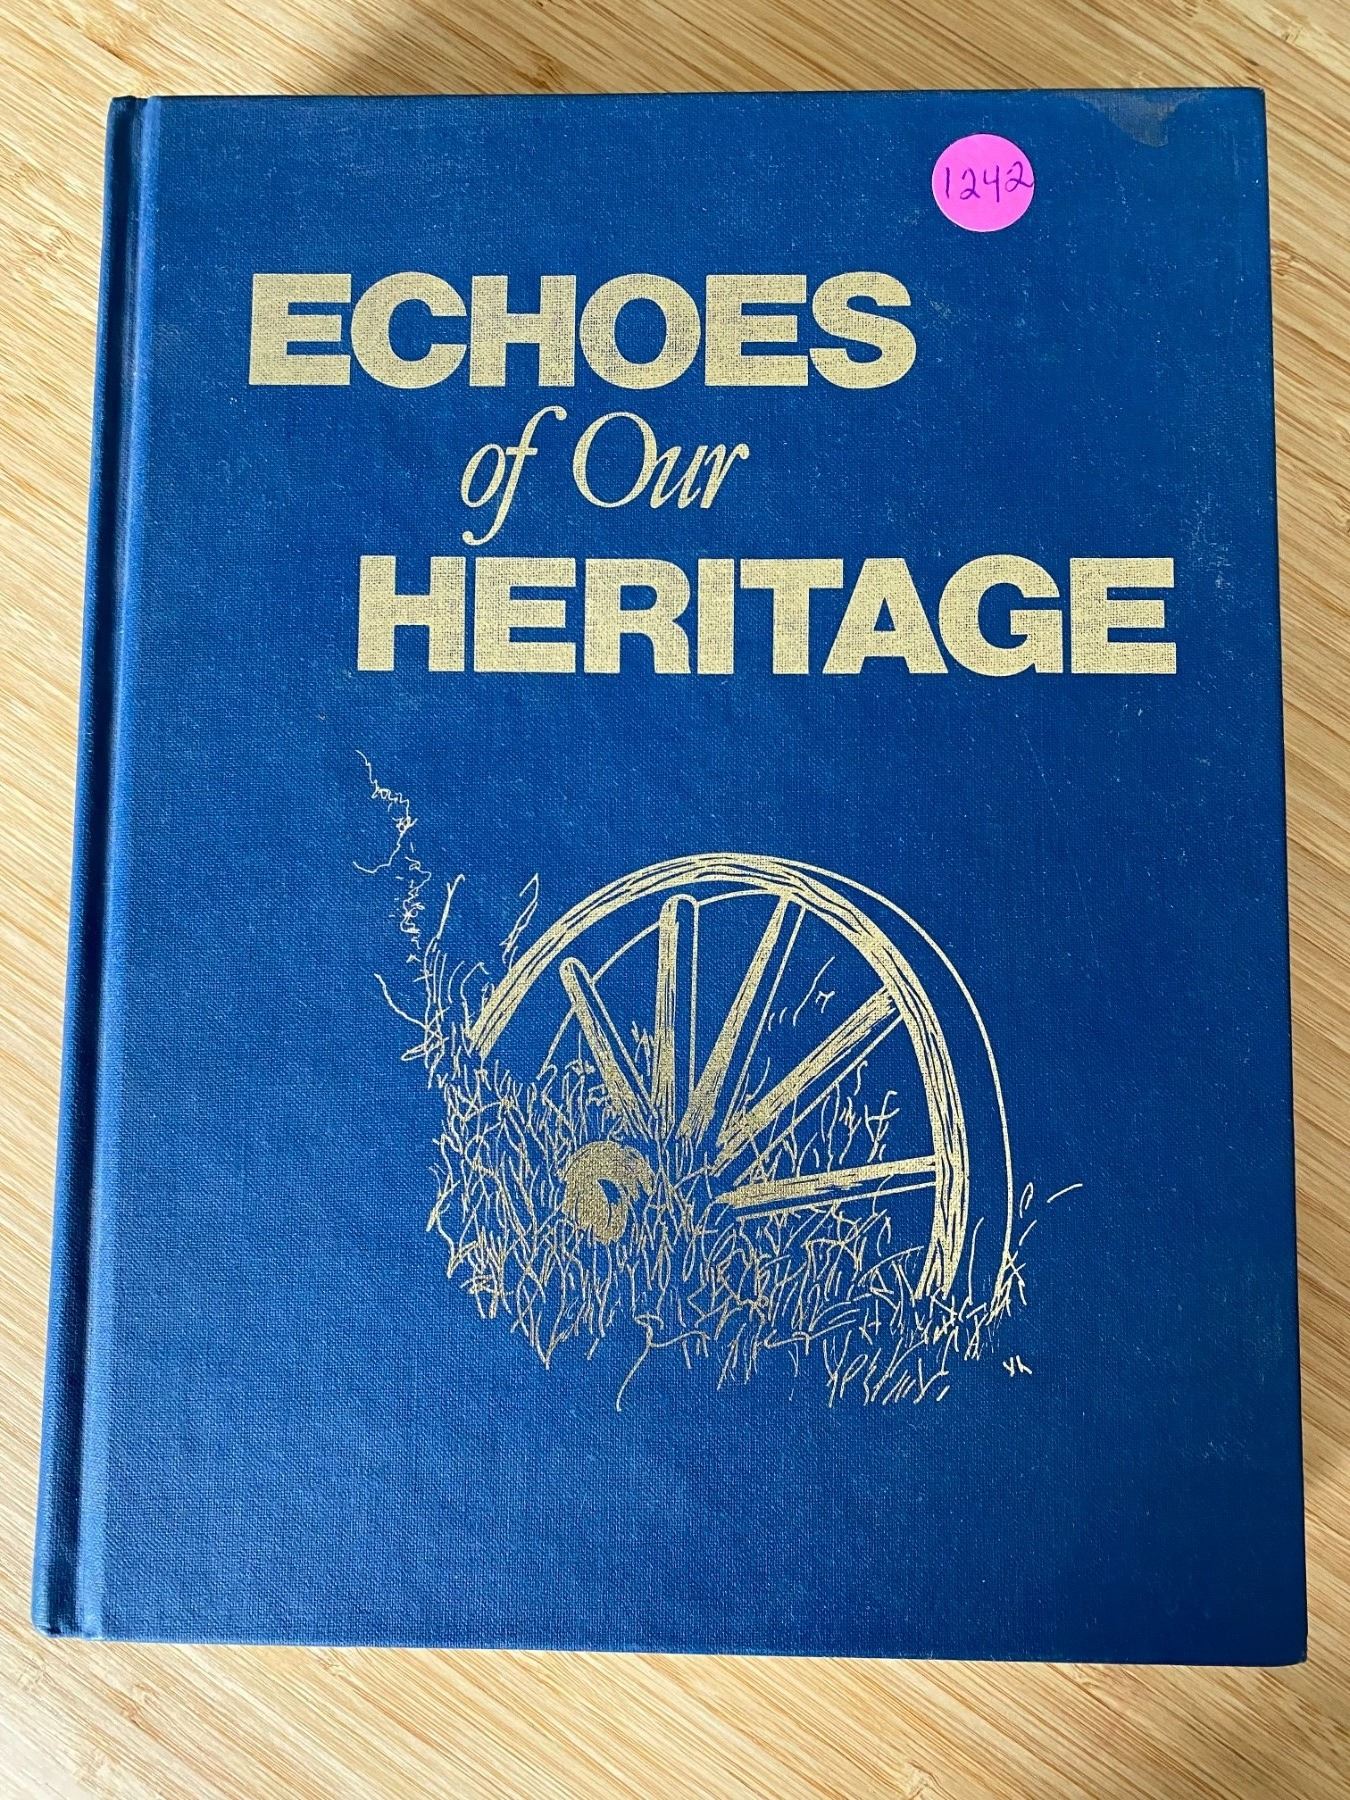 1242
ECHOES
of Our
HERITAGE